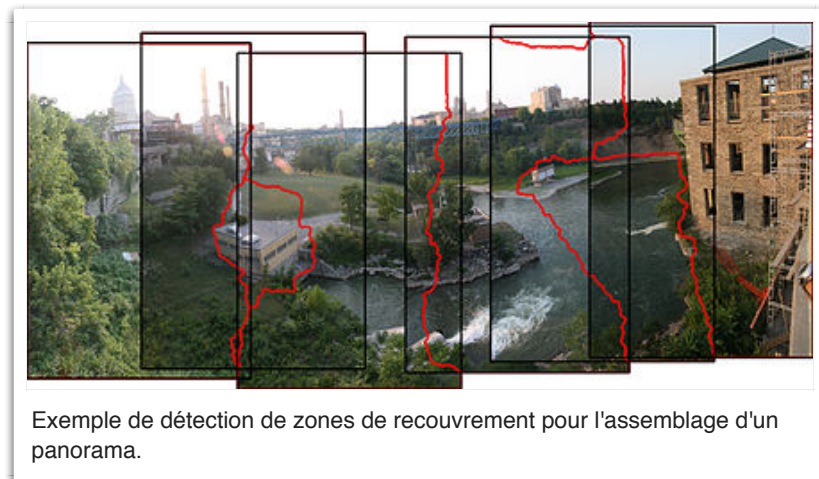 Exemple de détection de zones de recouvrement pour l'assemblage d'un
panorama.